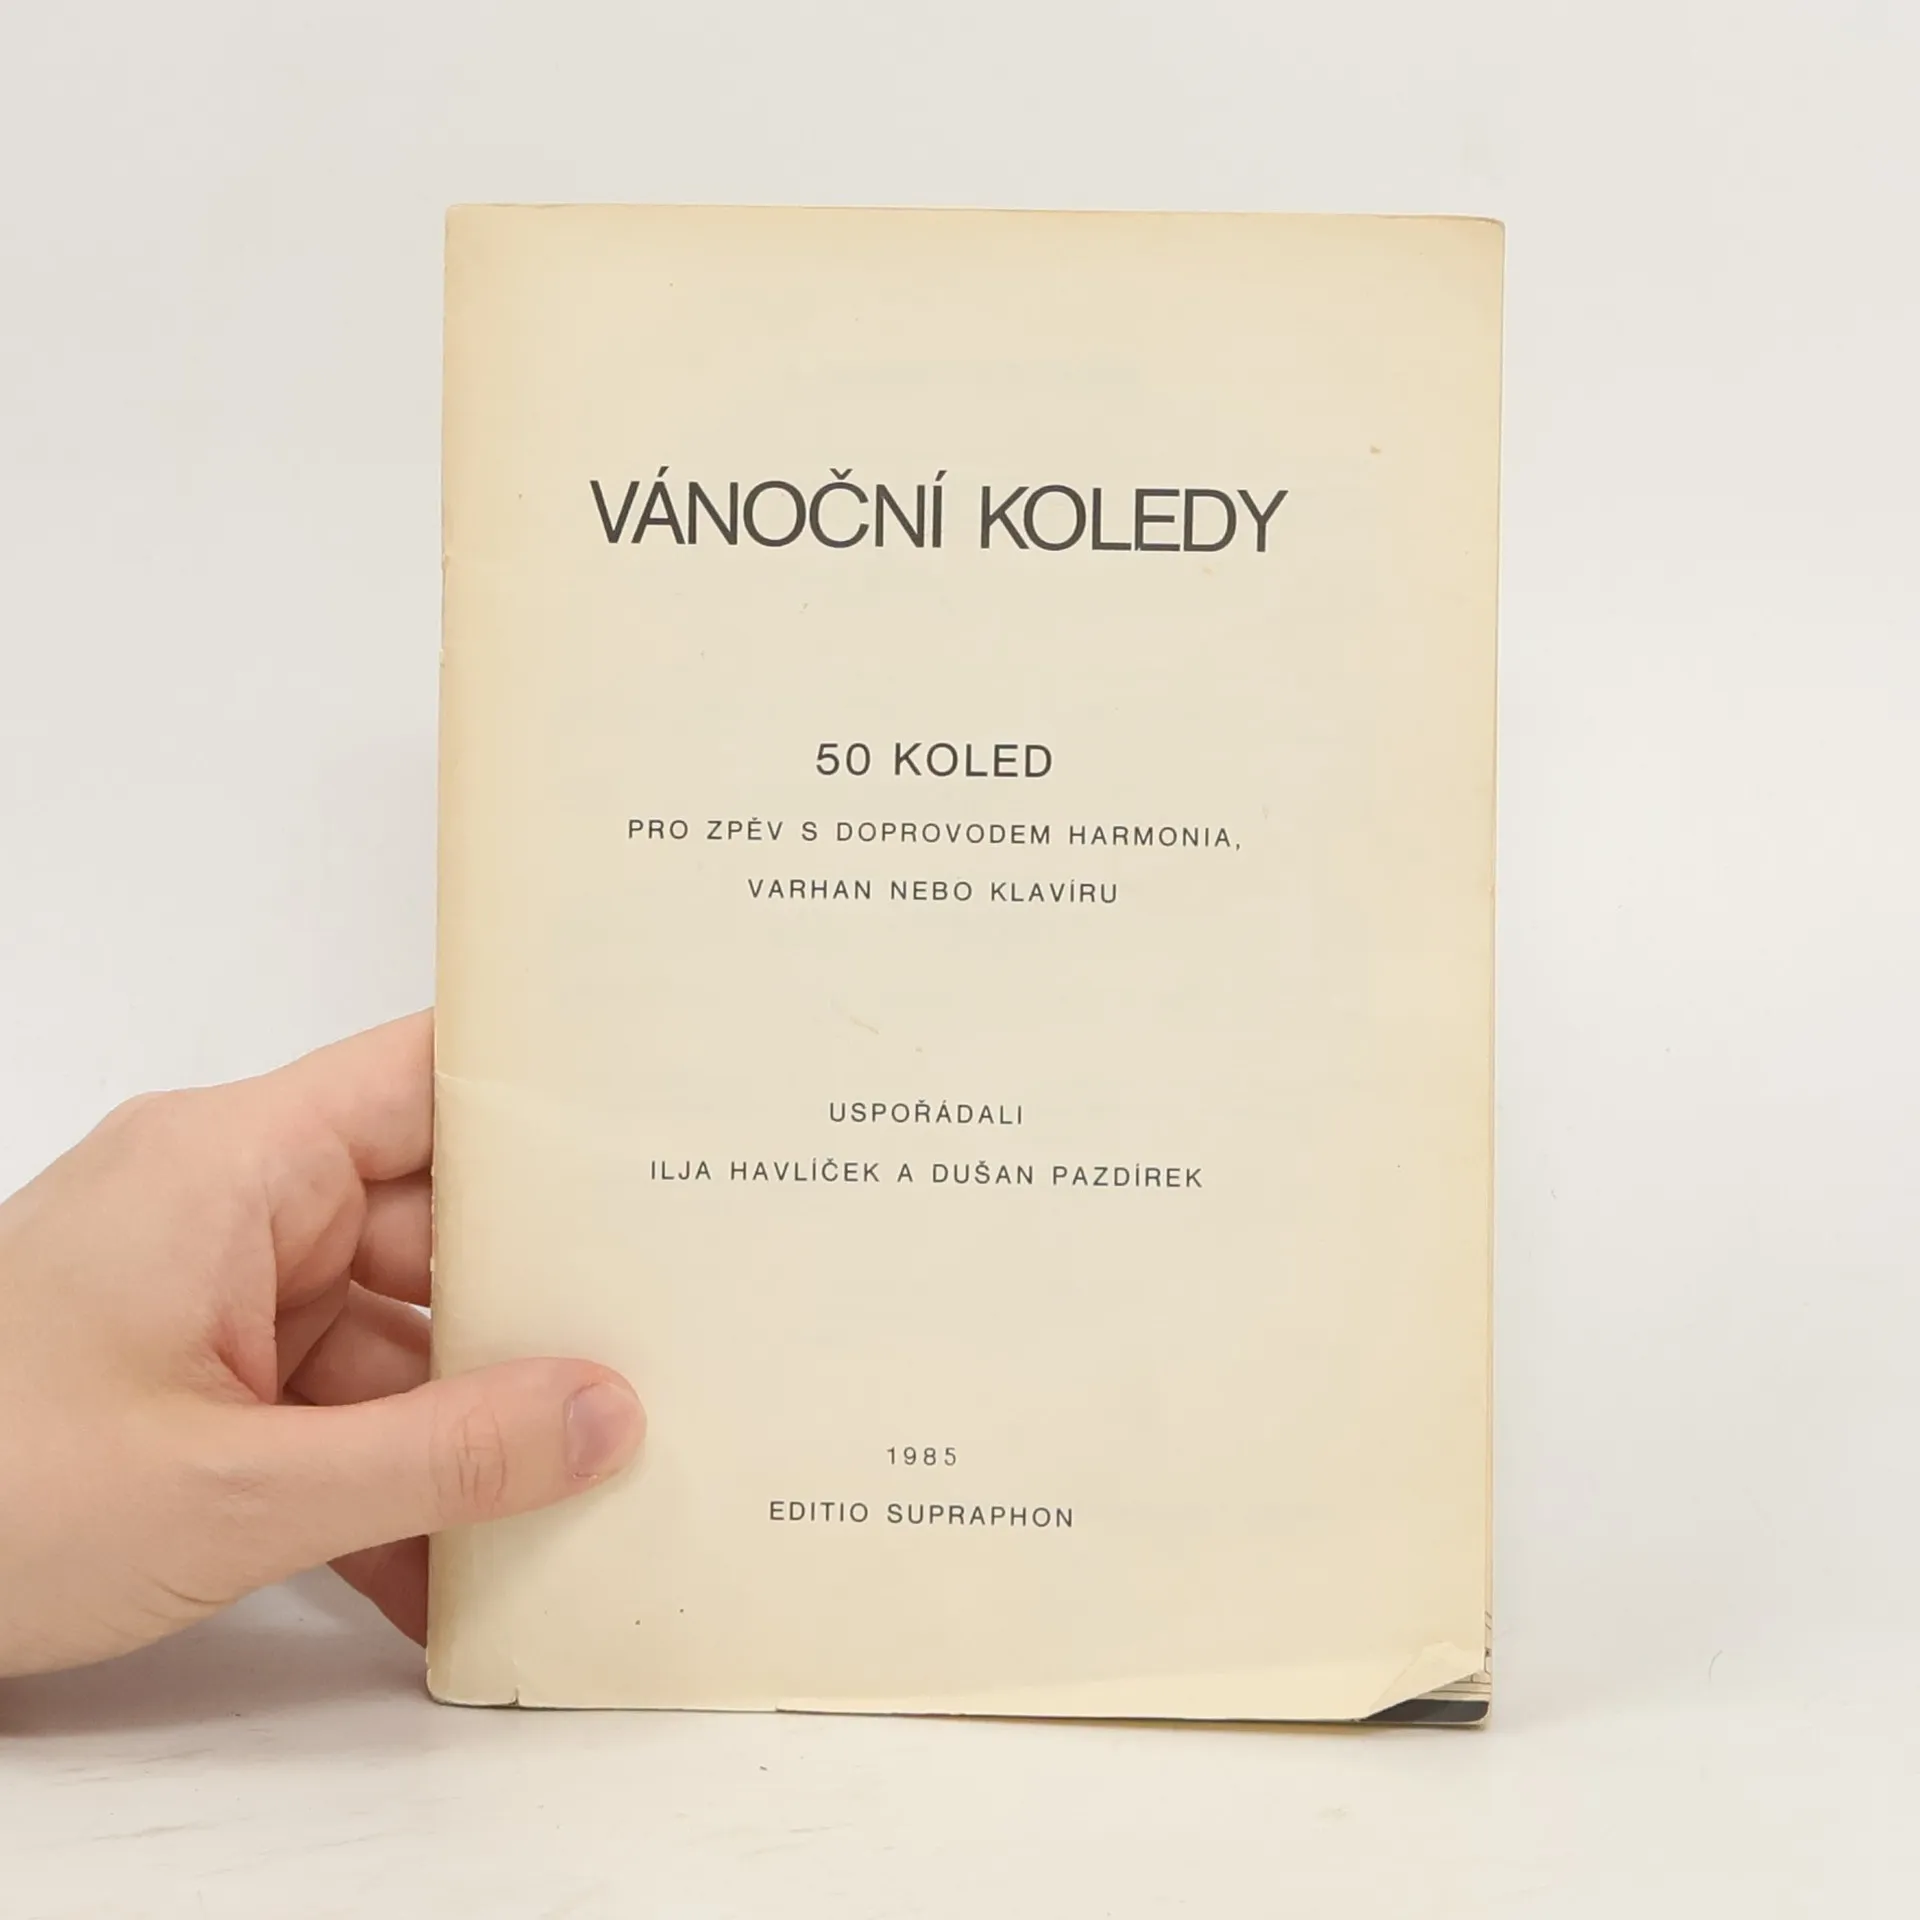 VÁNOČNÍ KOLEDY
50 KOLED
PRO ZPĚV S DOPROVODEM HARMONIA,
VARHAN NEBO KLAVÍRU
USPOŘÁDALI
ILJA HAVLÍČEK A DUŠAN PAZDÍREK
1985
EDITIO SUPRAPHON